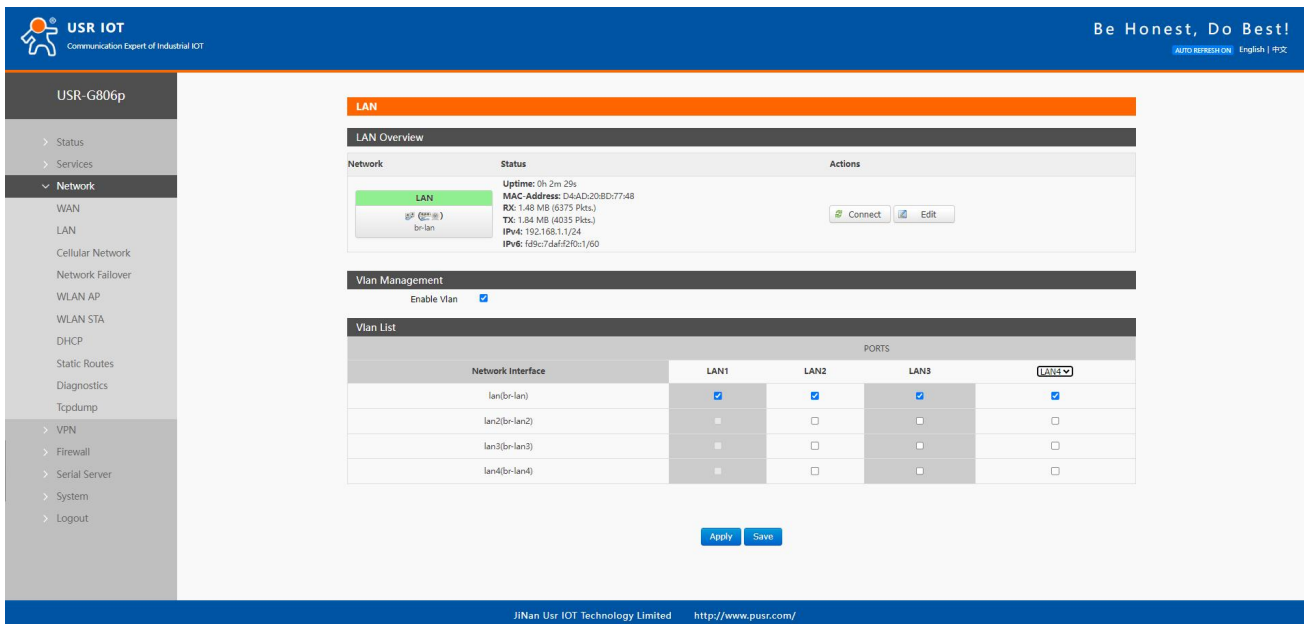 USR IOT
Communication Expert of Industrial IOT
Be Honest, Do Best!
AUTO REFRESH ON English | 中文
USR-G806p
Status
Services
Network
WAN
LAN
Cellular Network
Network Failover
WLAN AP
WLAN STA
DHCP
Static Routes
Diagnostics
Tcpdump
VPN
Firewall
Serial Server
System
Logout
LAN
LAN Overview
Network Status Actions
LAN
br-lan
Uptime: 0h 2m 29s
MAC-Address: D4:AD:20:BD:77:48
RX: 1.48 MB (6375 Pkts.)
TX: 1.84 MB (4035 Pkts.)
IPv4: 192.168.1.1/24
IPv6: fd9c:7daf:f2f0::1/60
Connect Edit
Vlan Management
Enable Vlan
Vlan List
PORTS
Network Interface LAN1 LAN2 LAN3 LAN4
lan(br-lan)
lan2(br-lan2)
lan3(br-lan3)
lan4(br-lan4)
Apply Save
JiNan Usr IOT Technology Limited http://www.pusr.com/